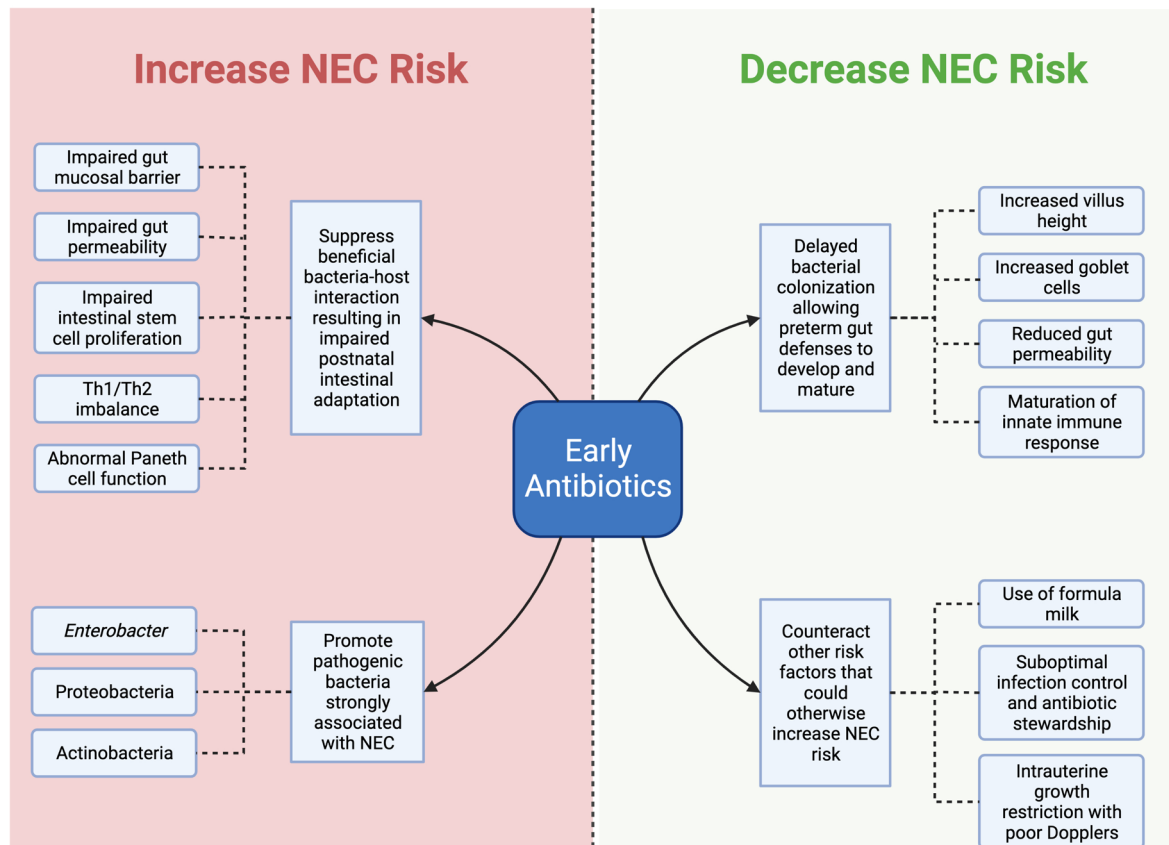 Increase NEC Risk
Impaired gut
mucosal barrier
Impaired gut
permeability
Impaired
intestinal stem
cell proliferation
Th1/Th2
imbalance
Abnormal Paneth
cell function
Suppress
beneficial
bacteria-host
interaction
resulting in
impaired
postnatal
intestinal
adaptation
Enterobacter
Proteobacteria
Actinobacteria
Promote
pathogenic
bacteria
strongly
associated
with NEC
Early
Antibiotics
Decrease NEC Risk
Delayed
bacterial
colonization
allowing
preterm gut
defenses to
develop and
mature
Increased villus
height
Increased goblet
cells
Reduced gut
permeability
Maturation of
innate immune
response
Counteract
other risk
factors that
could
otherwise
increase NEC
risk
Use of formula
milk
Suboptimal
infection control
and antibiotic
stewardship
Intrauterine
growth
restriction with
poor Dopplers